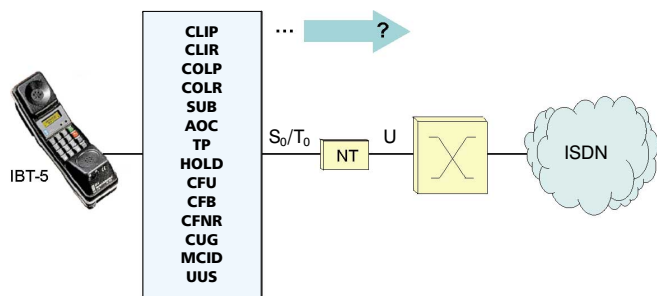 CLIP
CLIR
COLP
COLR
SUB
AOC
TP
HOLD
CFU
CFB
CFNR
CUG
MCID
UUS
... ?
IBT-5
S₀/T₀
NT
U
ISDN